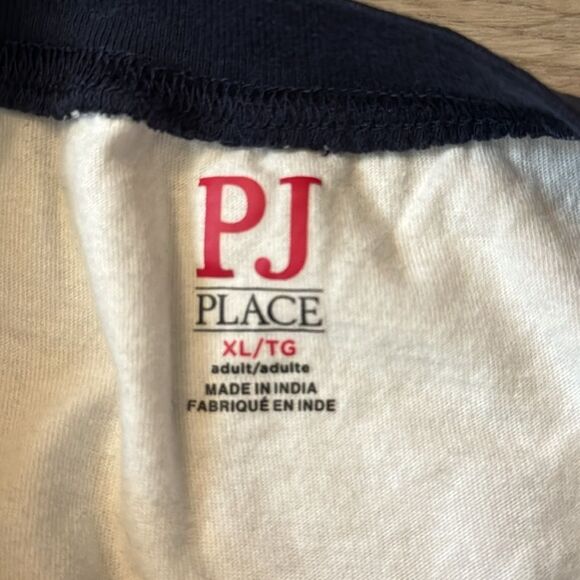 PJ
PLACE
XL/TG
adult/adulte
MADE IN INDIA
FABRIQUÉ EN INDE